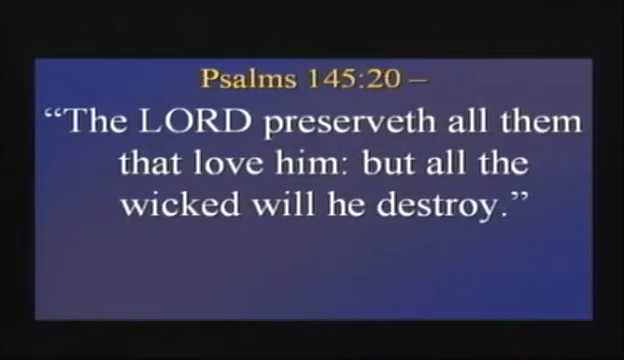 Psalms 145:20 –
“The LORD preserveth all them
that love him: but all the
wicked will he destroy.”